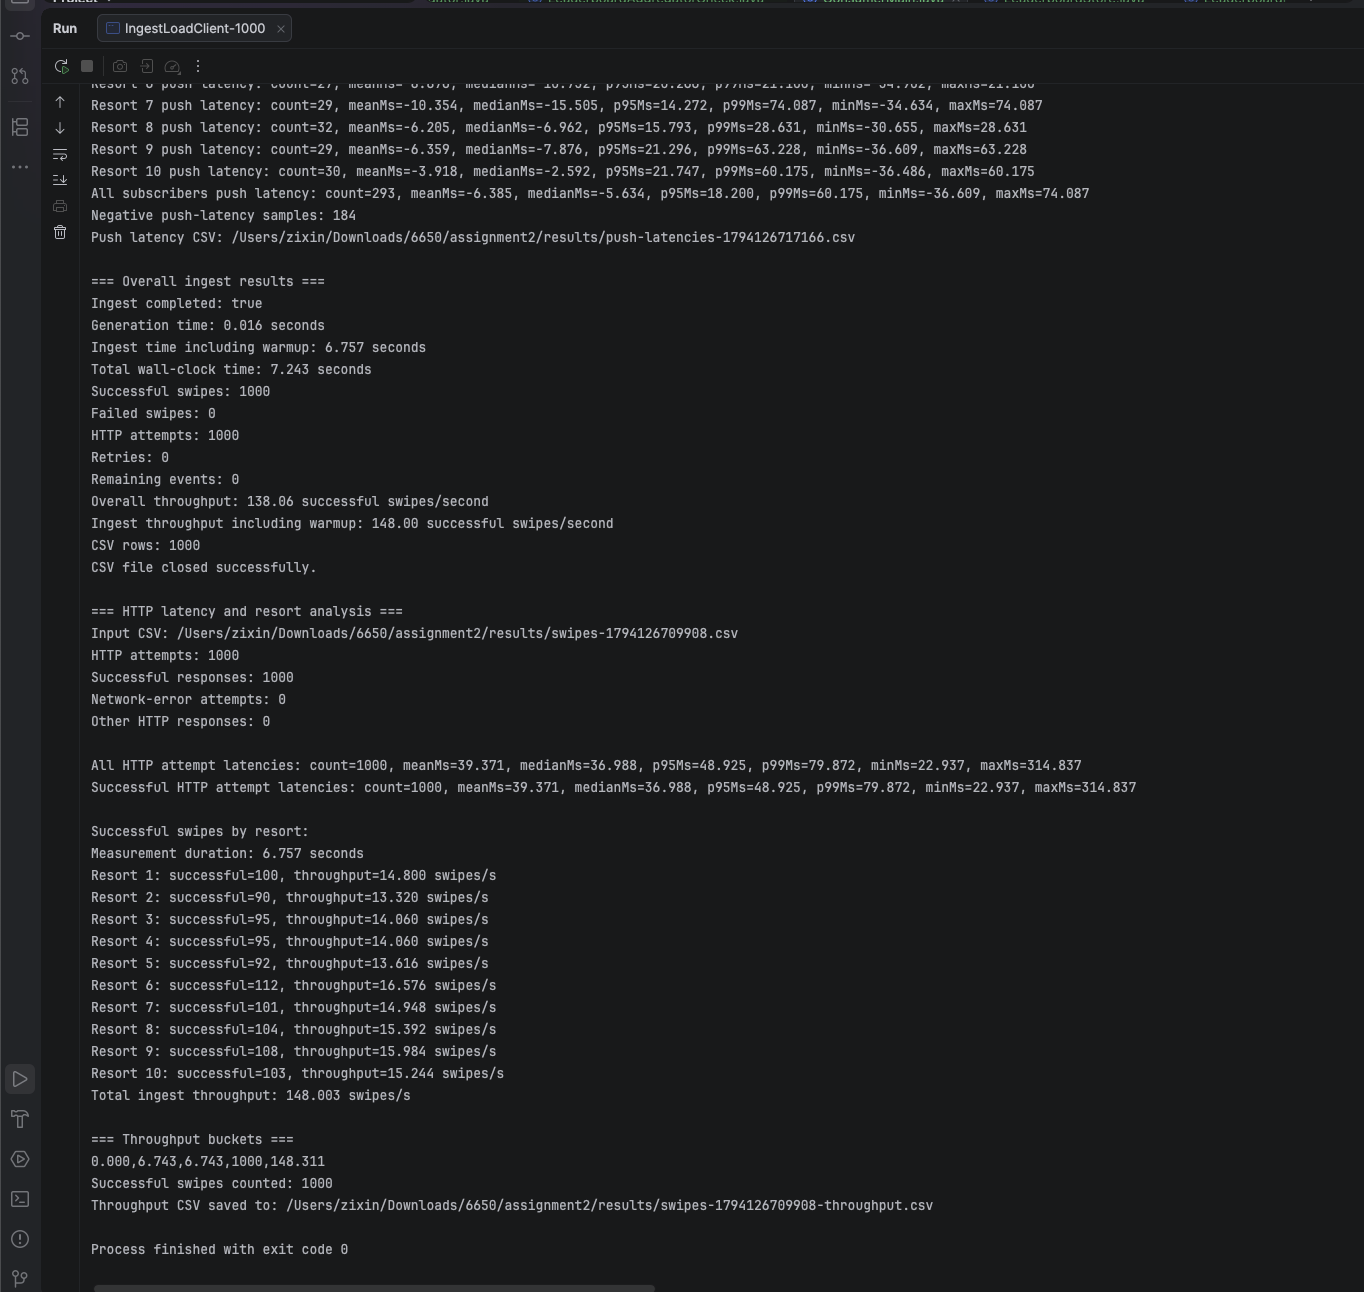 Run IngestLoadClient-1000
Resort 7 push latency: count=29, meanMs=-10.354, medianMs=-15.505, p95Ms=14.272, p99Ms=74.087, minMs=-34.634, maxMs=74.087
Resort 8 push latency: count=32, meanMs=-6.205, medianMs=-6.962, p95Ms=15.793, p99Ms=28.631, minMs=-30.655, maxMs=28.631
Resort 9 push latency: count=29, meanMs=-6.359, medianMs=-7.876, p95Ms=21.296, p99Ms=63.228, minMs=-36.609, maxMs=63.228
Resort 10 push latency: count=30, meanMs=-3.918, medianMs=-2.592, p95Ms=21.747, p99Ms=60.175, minMs=-36.486, maxMs=60.175
All subscribers push latency: count=293, meanMs=-6.385, medianMs=-5.634, p95Ms=18.200, p99Ms=60.175, minMs=-36.609, maxMs=74.087
Negative push-latency samples: 184
Push latency CSV: /Users/zixin/Downloads/6650/assignment2/results/push-latencies-1794126717166.csv
=== Overall ingest results ===
Ingest completed: true
Generation time: 0.016 seconds
Ingest time including warmup: 6.757 seconds
Total wall-clock time: 7.243 seconds
Successful swipes: 1000
Failed swipes: 0
HTTP attempts: 1000
Retries: 0
Remaining events: 0
Overall throughput: 138.06 successful swipes/second
Ingest throughput including warmup: 148.00 successful swipes/second
CSV rows: 1000
CSV file closed successfully.
=== HTTP latency and resort analysis ===
Input CSV: /Users/zixin/Downloads/6650/assignment2/results/swipes-1794126709908.csv
HTTP attempts: 1000
Successful responses: 1000
Network-error attempts: 0
Other HTTP responses: 0
All HTTP attempt latencies: count=1000, meanMs=39.371, medianMs=36.988, p95Ms=48.925, p99Ms=79.872, minMs=22.937, maxMs=314.837
Successful HTTP attempt latencies: count=1000, meanMs=39.371, medianMs=36.988, p95Ms=48.925, p99Ms=79.872, minMs=22.937, maxMs=314.837
Successful swipes by resort:
Measurement duration: 6.757 seconds
Resort 1: successful=100, throughput=14.800 swipes/s
Resort 2: successful=90, throughput=13.320 swipes/s
Resort 3: successful=95, throughput=14.060 swipes/s
Resort 4: successful=95, throughput=14.060 swipes/s
Resort 5: successful=92, throughput=13.616 swipes/s
Resort 6: successful=112, throughput=16.576 swipes/s
Resort 7: successful=101, throughput=14.948 swipes/s
Resort 8: successful=104, throughput=15.392 swipes/s
Resort 9: successful=108, throughput=15.984 swipes/s
Resort 10: successful=103, throughput=15.244 swipes/s
Total ingest throughput: 148.003 swipes/s
=== Throughput buckets ===
0.000,6.743,6.743,1000,148.311
Successful swipes counted: 1000
Throughput CSV saved to: /Users/zixin/Downloads/6650/assignment2/results/swipes-1794126709908-throughput.csv
Process finished with exit code 0